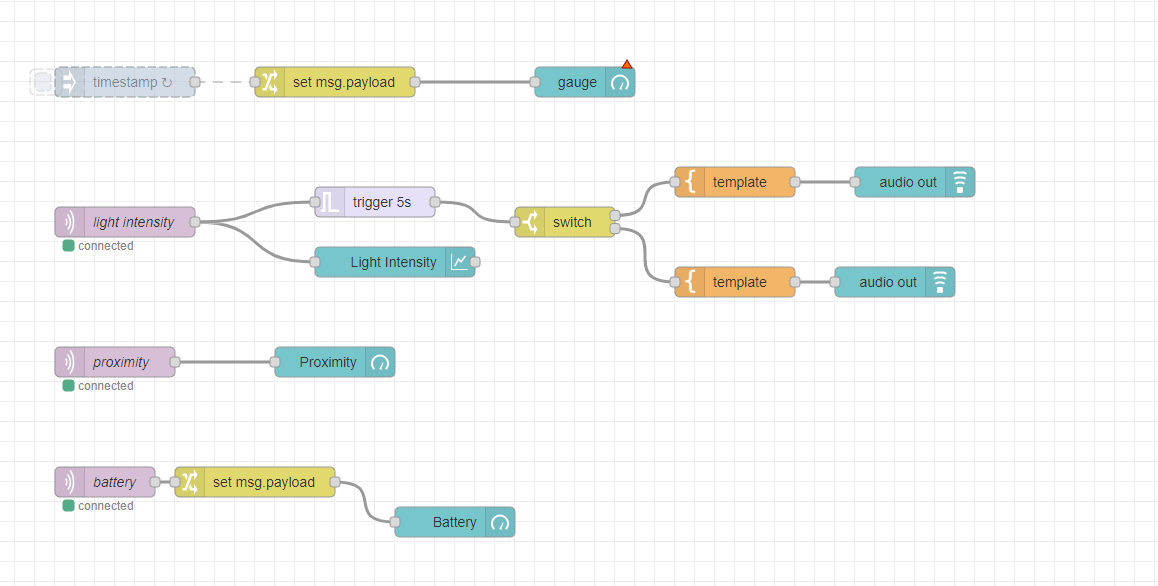 timestamp ↻
set msg.payload
gauge
light intensity
connected
trigger 5s
Light Intensity
switch
template
audio out
template
audio out
proximity
connected
Proximity
battery
connected
set msg.payload
Battery